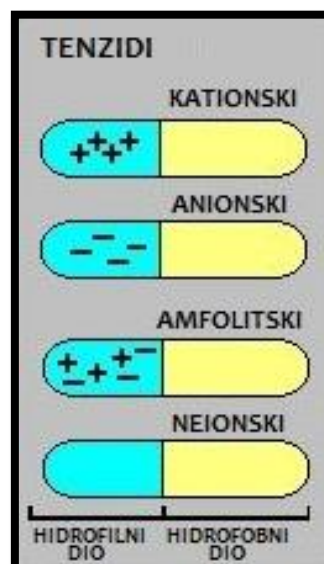 TENZIDI
KATIONSKI
ANIONSKI
AMFOLITSKI
NEIONSKI
HIDROFILNI DIO
HIDROFOBNI DIO